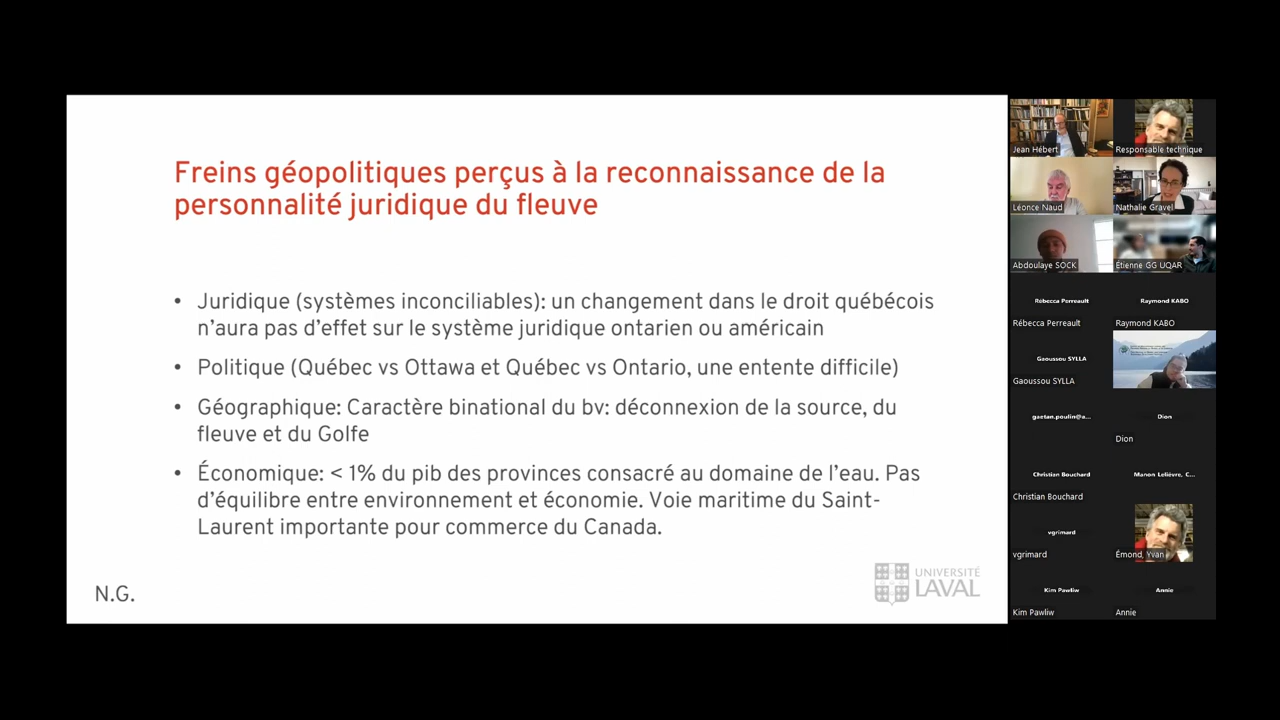 Freins géopolitiques perçus à la reconnaissance de la
personnalité juridique du fleuve
• Juridique (systèmes inconciliables): un changement dans le droit québécois
n'aura pas d'effet sur le système juridique ontarien ou américain
• Politique (Québec vs Ottawa et Québec vs Ontario, une entente difficile)
• Géographique: Caractère binational du bv: déconnexion de la source, du
fleuve et du Golfe
• Économique: < 1% du pib des provinces consacré au domaine de l'eau. Pas
d'équilibre entre environnement et économie. Voie maritime du Saint-
Laurent importante pour commerce du Canada.
N.G.
UNIVERSITÉ
LAVAL
Jean Hébert
Responsable technique
Léonce Naud
Nathalie Gravel
Abdoulaye SOCK
Étienne GG UQAR
Rébecca Perreault
Raymond KABO
Rébecca Perreault
Raymond KABO
Gaoussou SYLLA
Gaoussou SYLLA
gaetan.poulin@a...
Dion
Dion
Christian Bouchard
Manon Lelièvre, C...
Christian Bouchard
vgrimard
vgrimard
Émond, Yvan
Kim Pawliw
Annie
Kim Pawliw
Annie